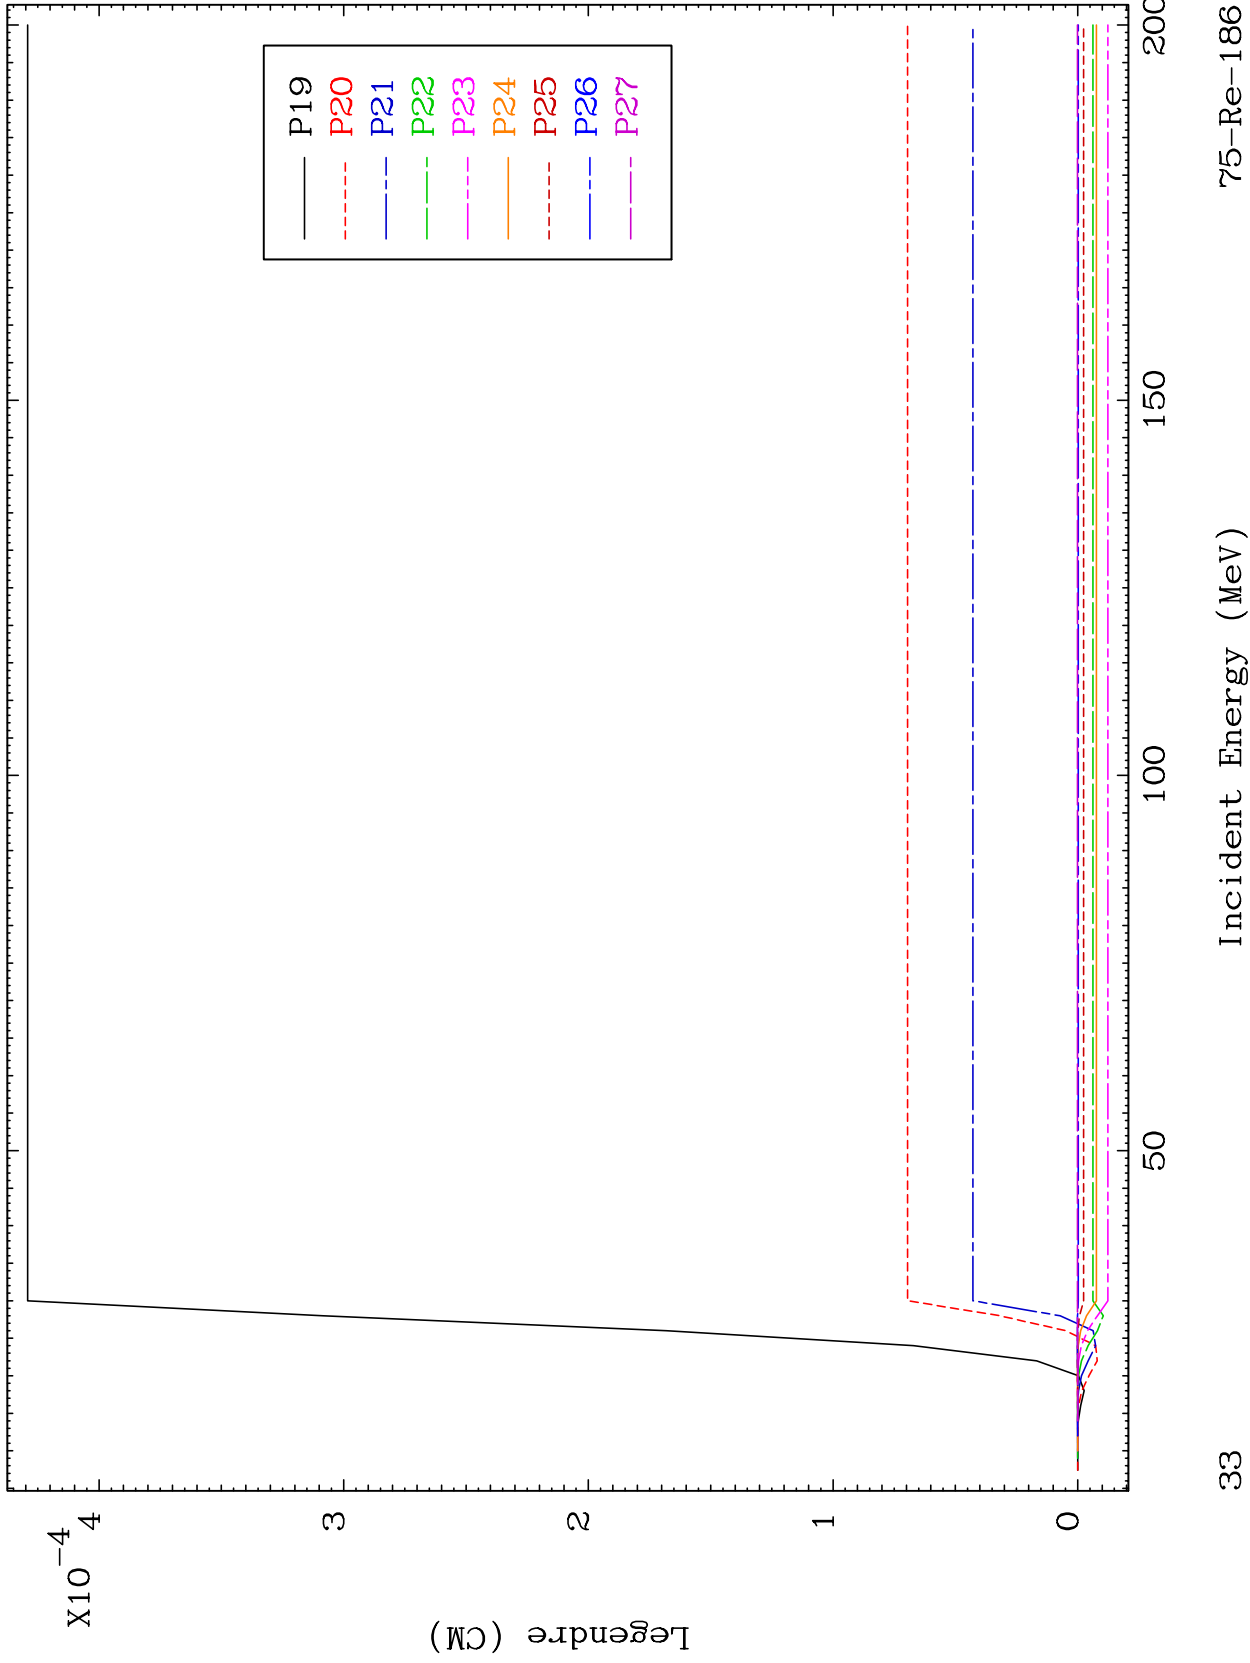 X10
-4
4
3
2
1
0
Legendre (CM)
P19
P20
P21
P22
P23
P24
P25
P26
P27
50
100
150
200
Incident Energy (MeV)
33
75-Re-186